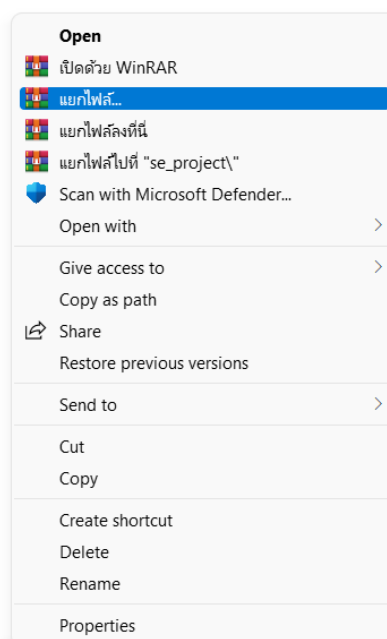 Open
เปิดด้วย WinRAR
แยกไฟล์...
แยกไฟล์ลงที่นี่
แยกไฟล์ไปที่ "se_project\"
Scan with Microsoft Defender...
Open with
Give access to
Copy as path
Share
Restore previous versions
Send to
Cut
Copy
Create shortcut
Delete
Rename
Properties